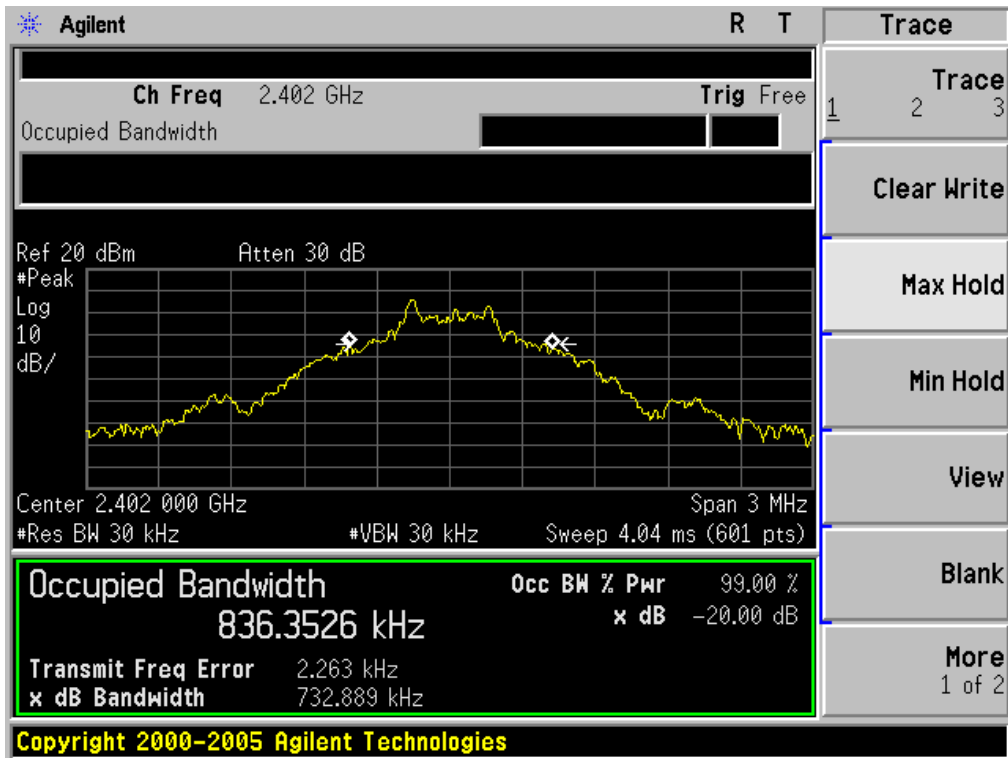 Agilent R T
Trace
Ch Freq 2.402 GHz Trig Free
Occupied Bandwidth
Ref 20 dBm Atten 30 dB
#Peak
Log
10
dB/
Center 2.402 000 GHz Span 3 MHz
#Res BW 30 kHz #VBW 30 kHz Sweep 4.04 ms (601 pts)
Occupied Bandwidth
836.3526 kHz
Occ BW % Pwr 99.00 %
x dB -20.00 dB
Transmit Freq Error 2.263 kHz
x dB Bandwidth 732.889 kHz
Trace
1 2 3
Clear Write
Max Hold
Min Hold
View
Blank
More
1 of 2
Copyright 2000-2005 Agilent Technologies